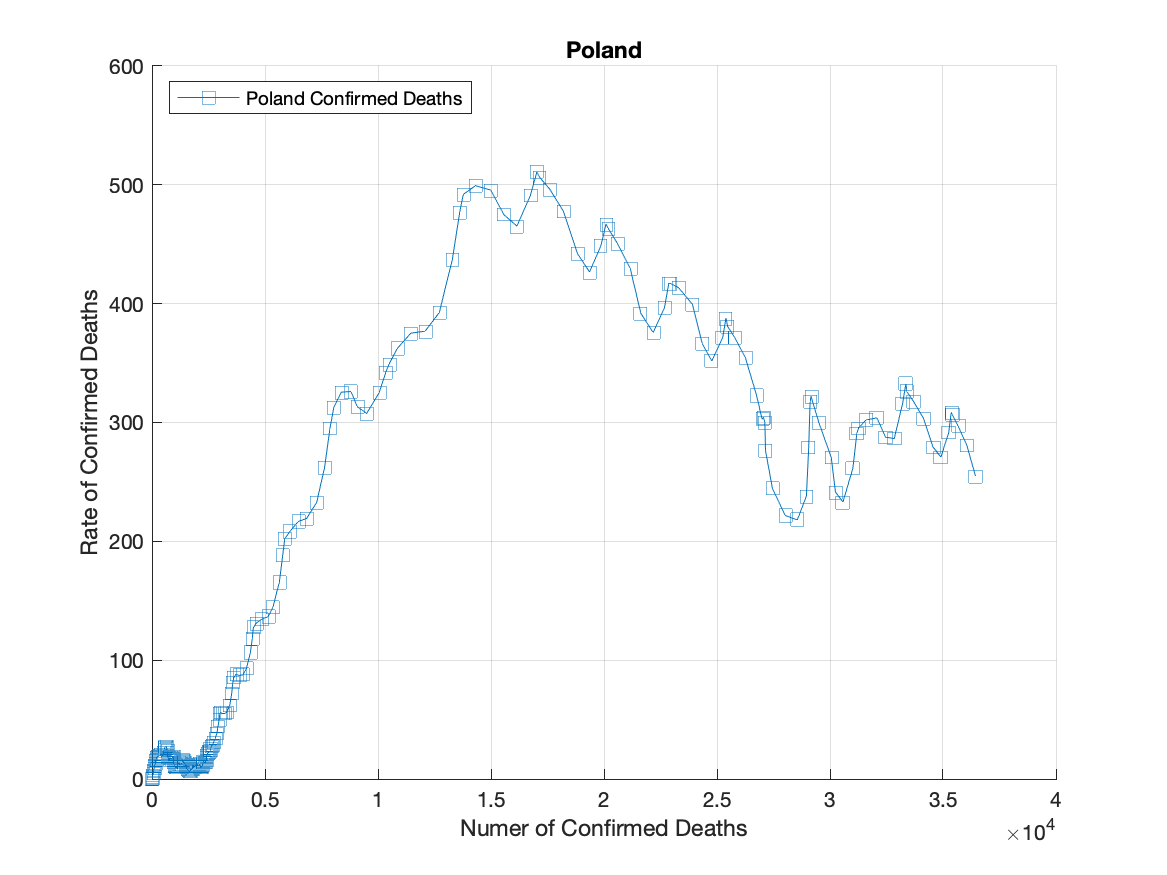 Poland
600
Poland Confirmed Deaths
500
400
300
200
100
0
Rate of Confirmed Deaths
0 0.5 1 1.5 2 2.5 3 3.5 4
Numer of Confirmed Deaths
×10^4